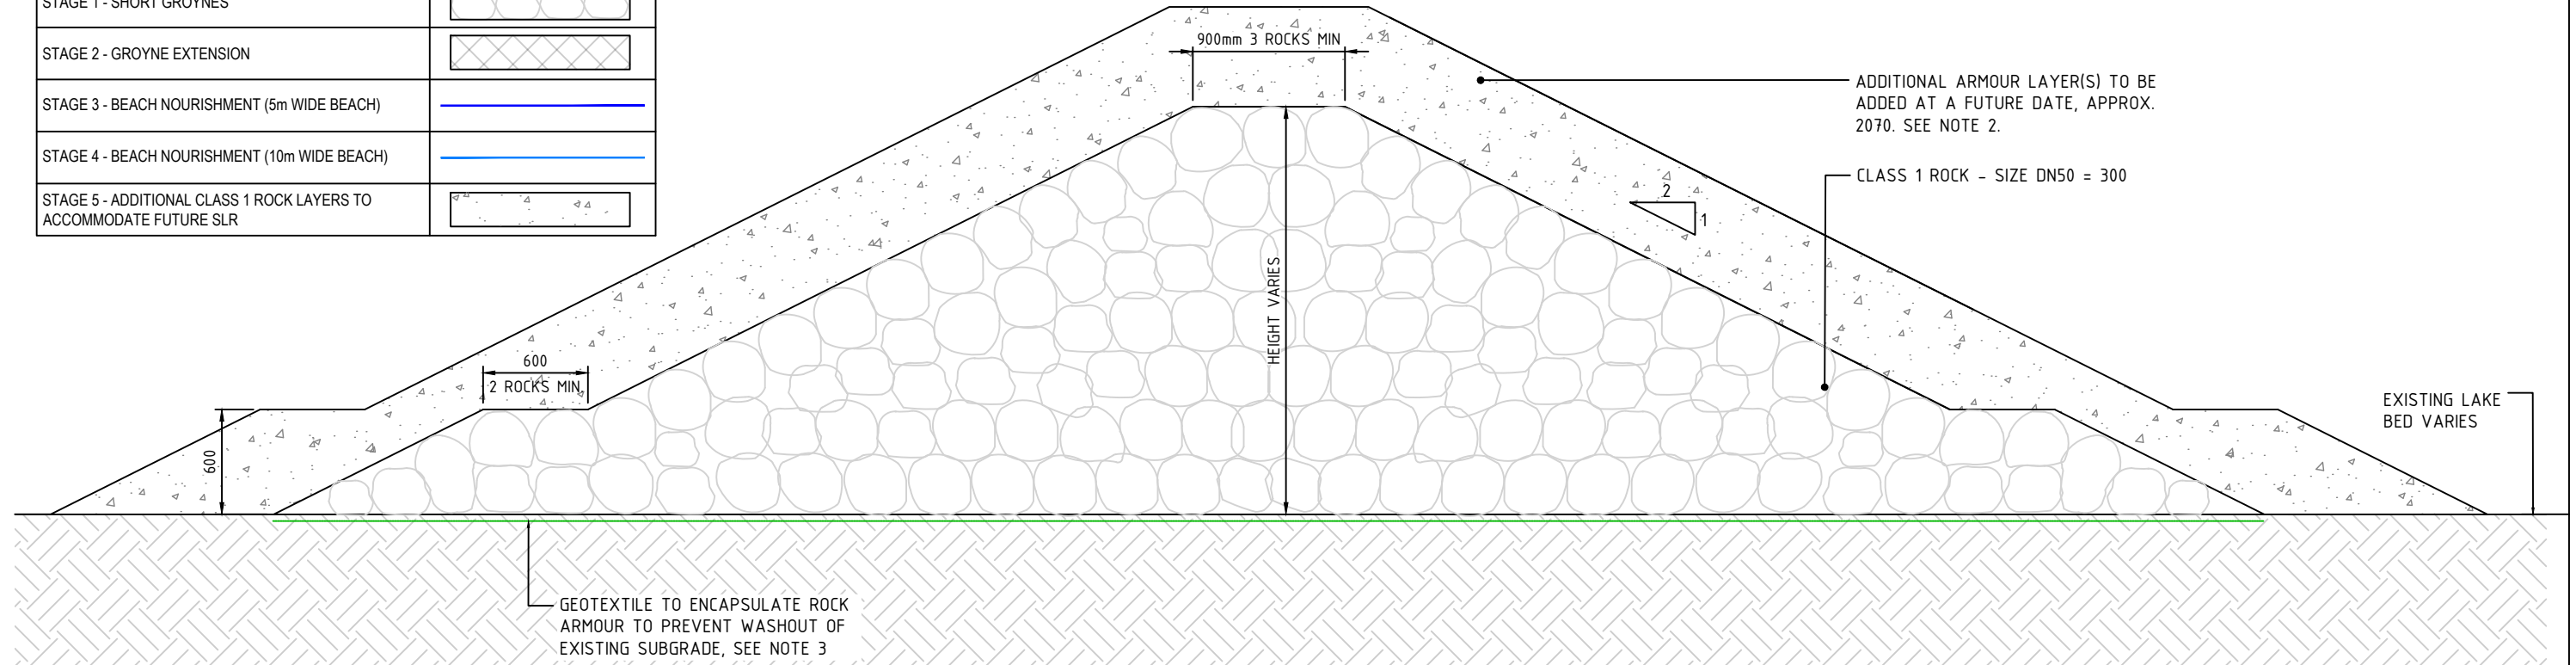 STAGE 1 - SHORT GROYNES
STAGE 2 - GROYNE EXTENSION
STAGE 3 - BEACH NOURISHMENT (5m WIDE BEACH)
STAGE 4 - BEACH NOURISHMENT (10m WIDE BEACH)
STAGE 5 - ADDITIONAL CLASS 1 ROCK LAYERS TO
ACCOMMODATE FUTURE SLR
900mm 3 ROCKS MIN
ADDITIONAL ARMOUR LAYER(S) TO BE
ADDED AT A FUTURE DATE, APPROX.
2070. SEE NOTE 2.
CLASS 1 ROCK - SIZE DN50 = 300
2
1
HEIGHT VARIES
600
2 ROCKS MIN
600
EXISTING LAKE
BED VARIES
GEOTEXTILE TO ENCAPSULATE ROCK
ARMOUR TO PREVENT WASHOUT OF
EXISTING SUBGRADE, SEE NOTE 3